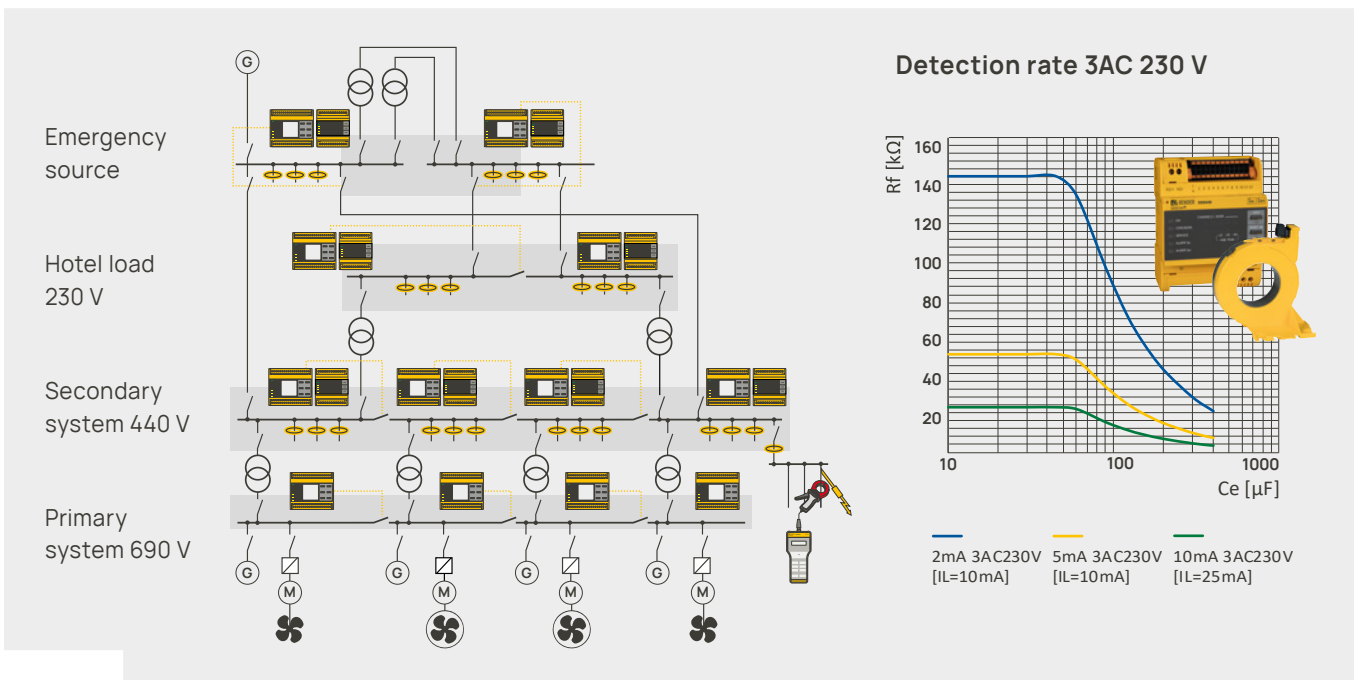 Emergency
source
G
Hotel load
230 V
Secondary
system 440 V
Primary
system 690 V
G
G
G
G
M
M
M
M
Detection rate 3AC 230 V
Rf [kΩ]
160
140
120
100
80
60
40
20
10
100
1000
Ce [µF]
BENDER
2mA 3AC230V
[IL=10mA]
5mA 3AC230V
[IL=10mA]
10mA 3AC230V
[IL=25mA]